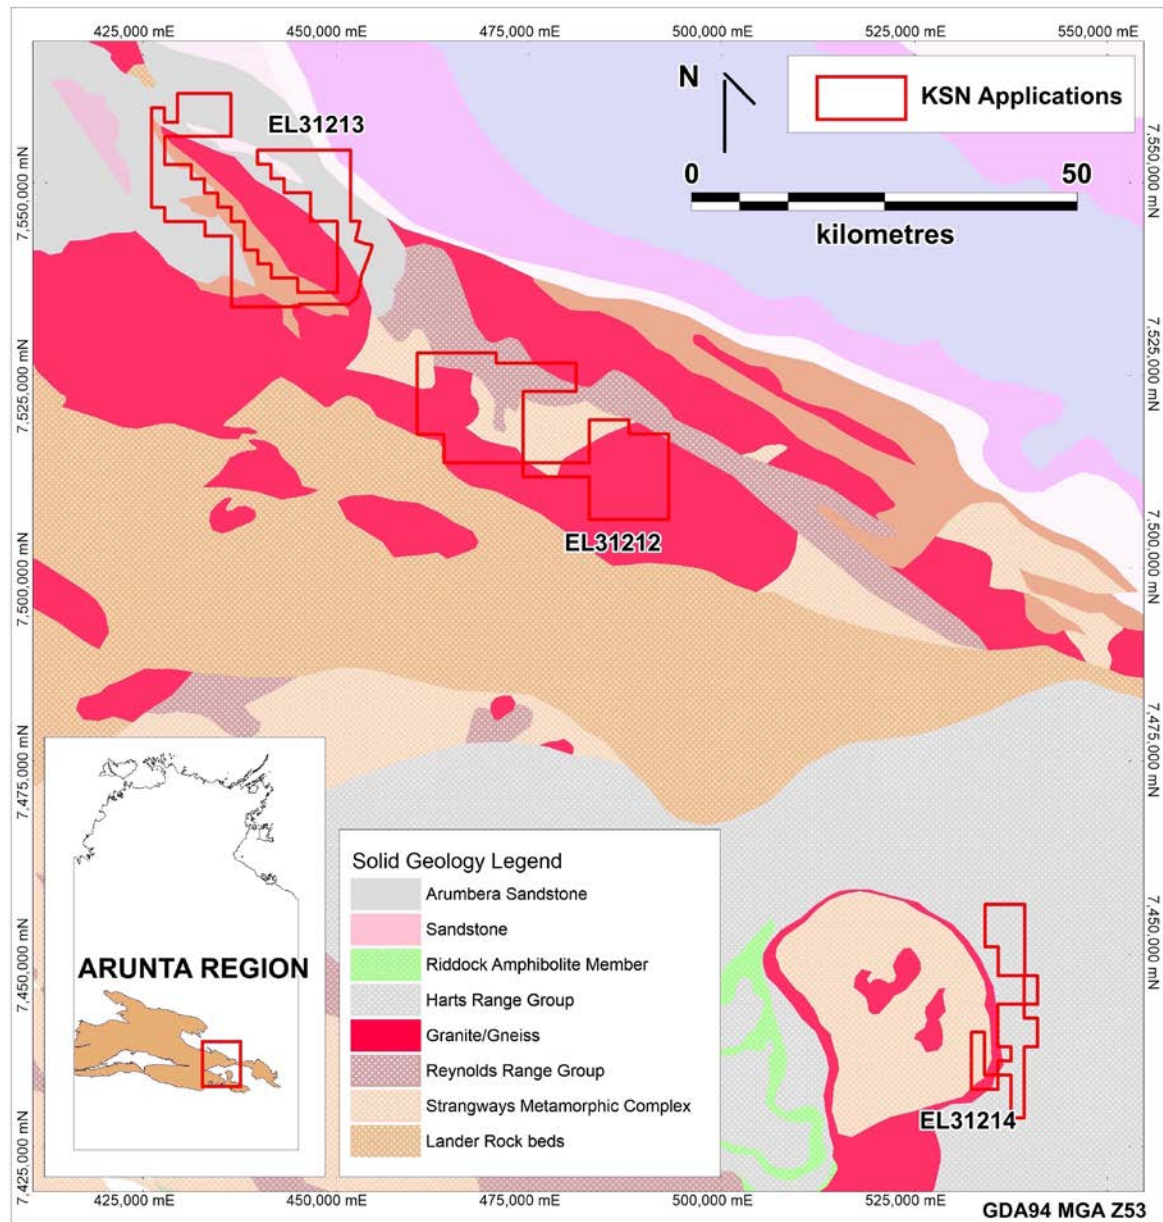 425,000 mE 450,000 mE 475,000 mE 500,000 mE 525,000 mE 550,000 mE
N
KSN Applications
EL31213
0 50
kilometres
7,550,000 mN
7,550,000 mN
7,525,000 mN
7,525,000 mN
EL31212
7,500,000 mN
7,500,000 mN
7,475,000 mN
7,475,000 mN
Solid Geology Legend
Arumbera Sandstone
Sandstone
Riddock Amphibolite Member
Harts Range Group
Granite/Gneiss
Reynolds Range Group
Strangways Metamorphic Complex
Lander Rock beds
ARUNTA REGION
7,450,000 mN
7,450,000 mN
EL31214
7,425,000 mN
7,425,000 mN
425,000 mE 450,000 mE 475,000 mE 500,000 mE 525,000 mE
GDA94 MGA Z53